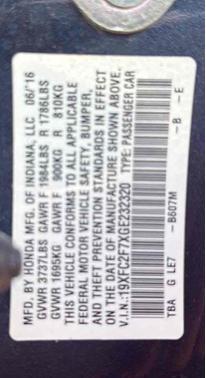 MFD. BY HONDA MFG. OF INDIANA, LLC 06/16
GVWR 3737LBS GAWR F 1984LBS R 1786LBS
GVWR 1695KG GAWR F 900KG R 810KG
THIS VEHICLE CONFORMS TO ALL APPLICABLE
FEDERAL MOTOR VEHICLE SAFETY, BUMPER,
AND THEFT PREVENTION STANDARDS IN EFFECT
ON THE DATE OF MANUFACTURE SHOWN ABOVE.
V.I.N.:19XFC2F7XGE232320 TYPE: PASSENGER CAR
-B607M -B -E
TBA G LE7